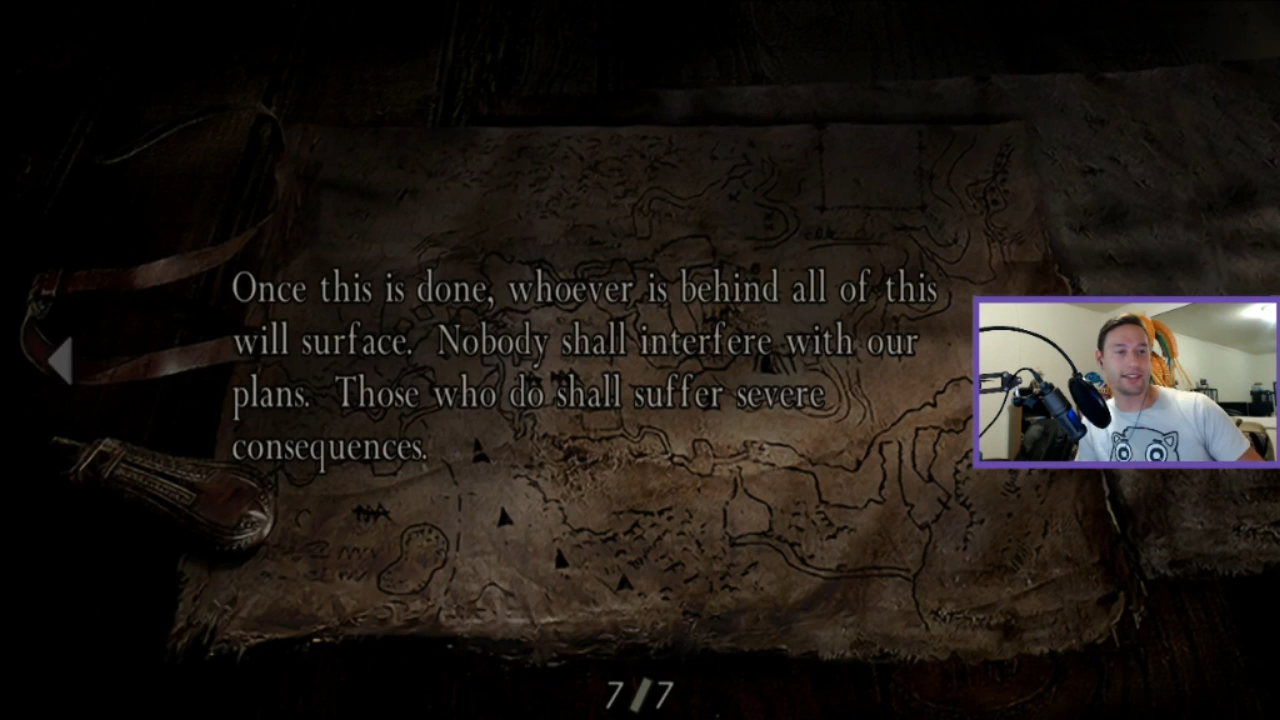 Once this is done, whoever is behind all of this
will surface. Nobody shall interfere with our
plans. Those who do shall suffer severe
consequences.
7/7